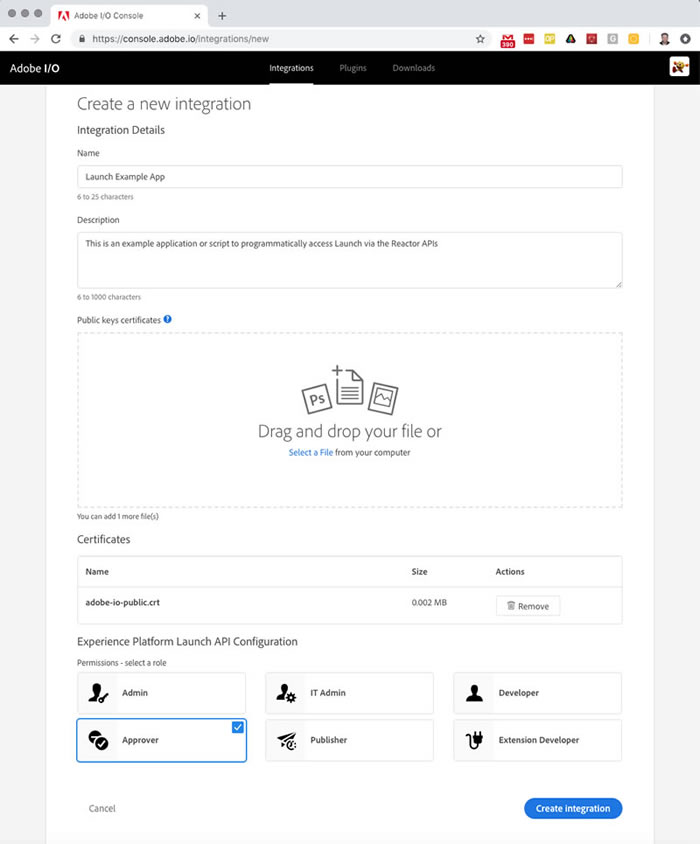 Adobe I/O Console
https://console.adobe.io/integrations/new
390
Adobe I/O
Integrations
Plugins
Downloads
Create a new integration
Integration Details
Name
Launch Example App
6 to 25 characters
Description
This is an example application or script to programmatically access Launch via the Reactor APIs
6 to 1000 characters
Public keys certificates ?
Ps
Drag and drop your file or
Select a File from your computer
You can add 1 more file(s)
Certificates
Name Size Actions
adobe-io-public.crt 0.002 MB Remove
Experience Platform Launch API Configuration
Permissions - select a role
Admin IT Admin Developer
Approver Publisher Extension Developer
Cancel Create integration